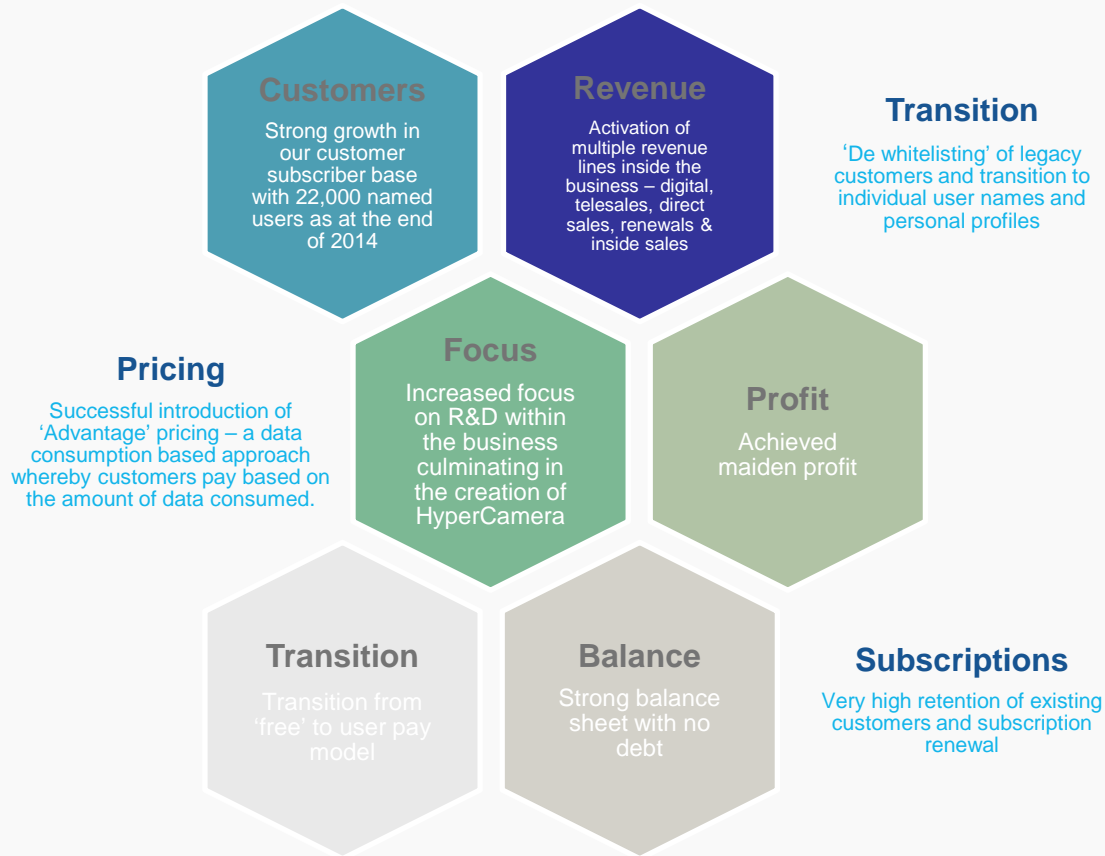 Customers
Strong growth in
our customer
subscriber base
with 22,000 named
users as at the end
of 2014
Revenue
Activation of
multiple revenue
lines inside the
business – digital,
telesales, direct
sales, renewals &
inside sales
Transition
‘De whitelisting’ of legacy
customers and transition to
individual user names and
personal profiles
Pricing
Successful introduction of
‘Advantage’ pricing – a data
consumption based approach
whereby customers pay based on
the amount of data consumed.
Focus
Increased focus
on R&D within
the business
culminating in
the creation of
HyperCamera
Profit
Achieved
maiden profit
Transition
Transition from
‘free’ to user pay
model
Balance
Strong balance
sheet with no
debt
Subscriptions
Very high retention of existing
customers and subscription
renewal